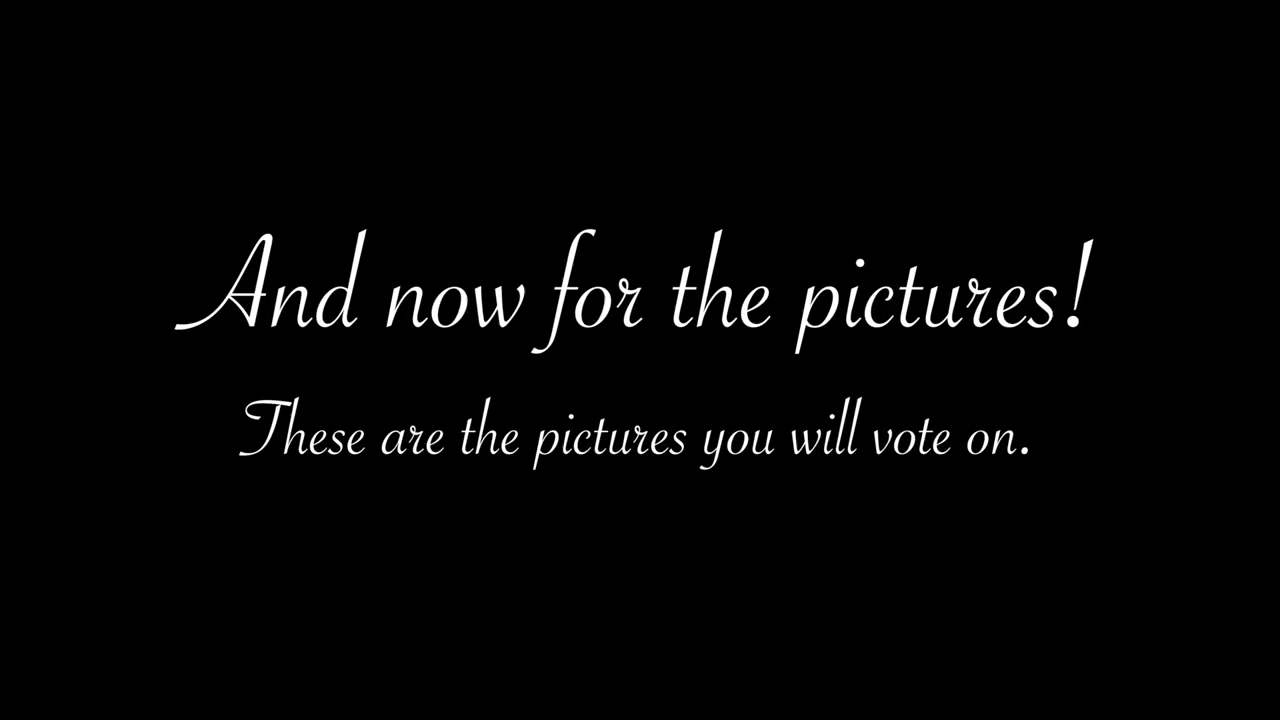 And now for the pictures!
These are the pictures you will vote on.